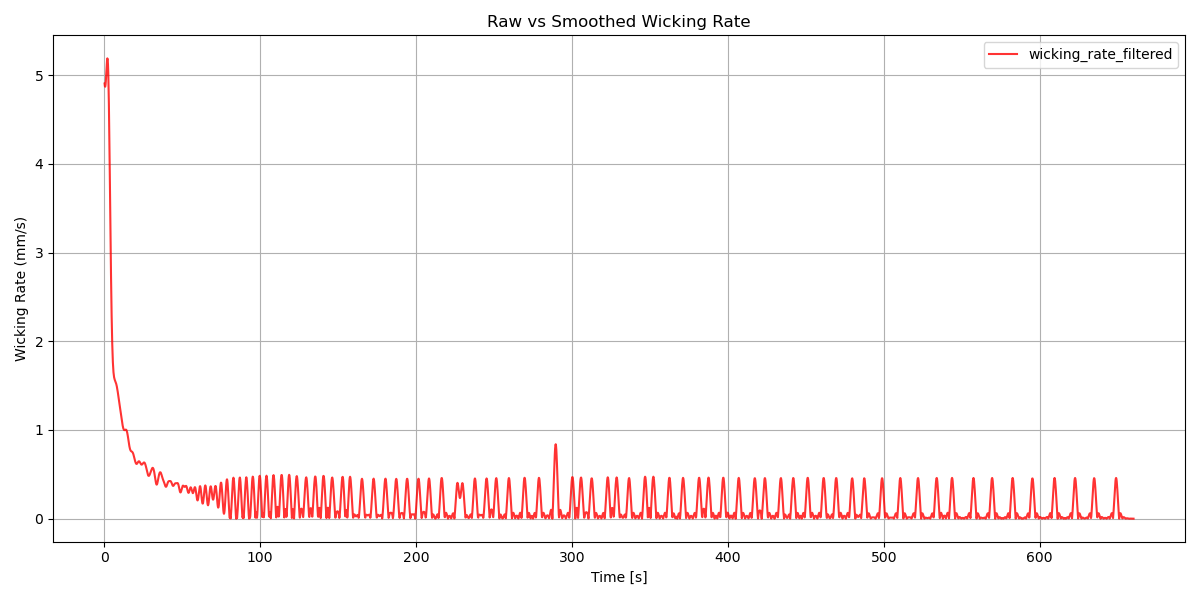 Raw vs Smoothed Wicking Rate
wicking_rate_filtered
Wicking Rate (mm/s)
5
4
3
2
1
0
0 100 200 300 400 500 600
Time [s]